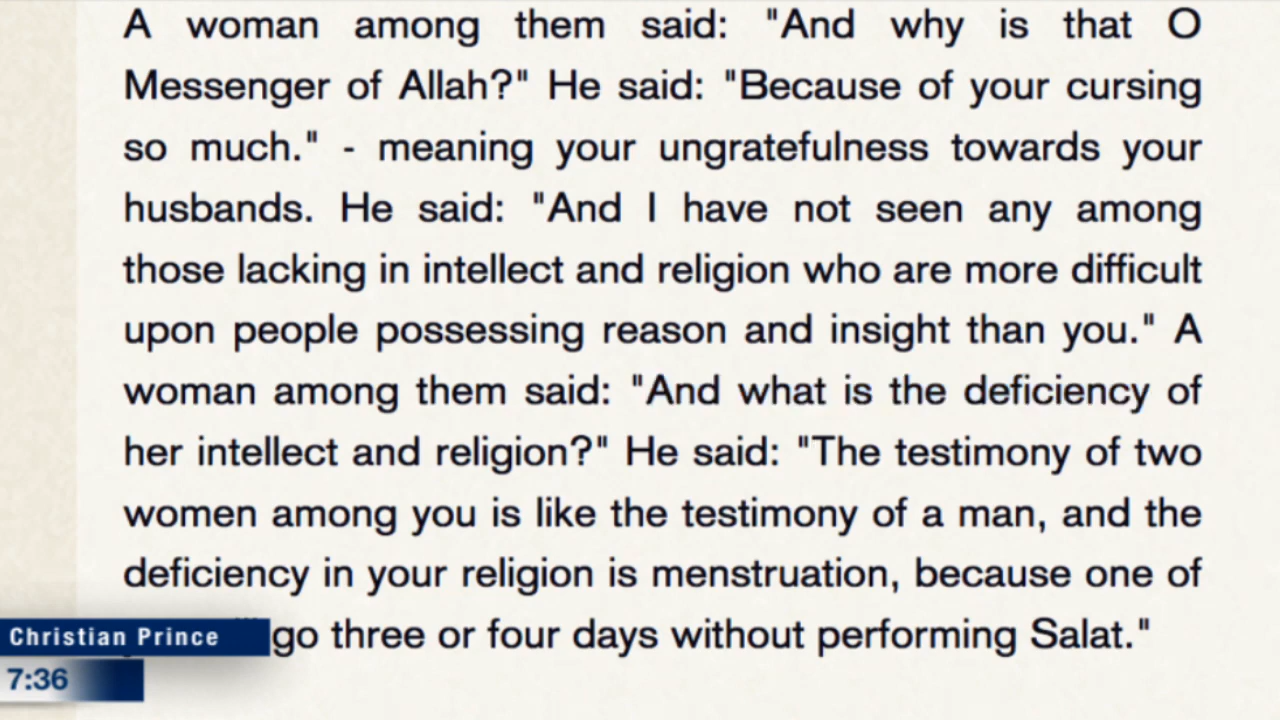 A woman among them said: "And why is that O
Messenger of Allah?" He said: "Because of your cursing
so much." - meaning your ungratefulness towards your
husbands. He said: "And I have not seen any among
those lacking in intellect and religion who are more difficult
upon people possessing reason and insight than you." A
woman among them said: "And what is the deficiency of
her intellect and religion?" He said: "The testimony of two
women among you is like the testimony of a man, and the
deficiency in your religion is menstruation, because one of
go three or four days without performing Salat."
Christian Prince
7:36